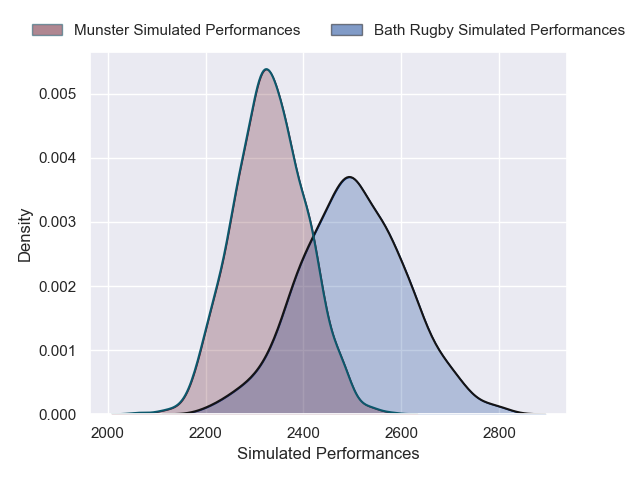 Munster Simulated Performances
Bath Rugby Simulated Performances
0.005
0.004
0.003
0.002
0.001
0.000
Density
2000 2200 2400 2600 2800
Simulated Performances